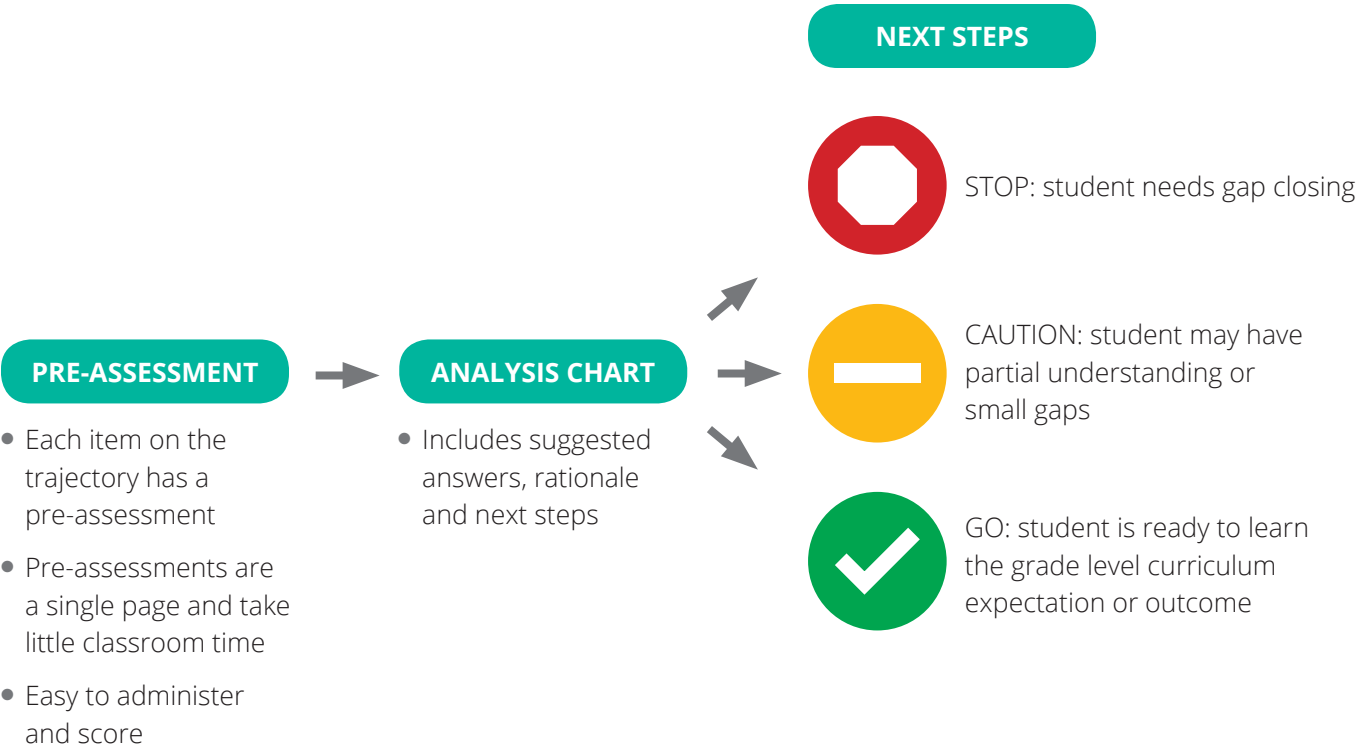 NEXT STEPS
STOP: student needs gap closing
CAUTION: student may have
partial understanding or
small gaps
GO: student is ready to learn
the grade level curriculum
expectation or outcome
PRE-ASSESSMENT
• Each item on the
trajectory has a
pre-assessment
• Pre-assessments are
a single page and take
little classroom time
• Easy to administer
and score
ANALYSIS CHART
• Includes suggested
answers, rationale
and next steps